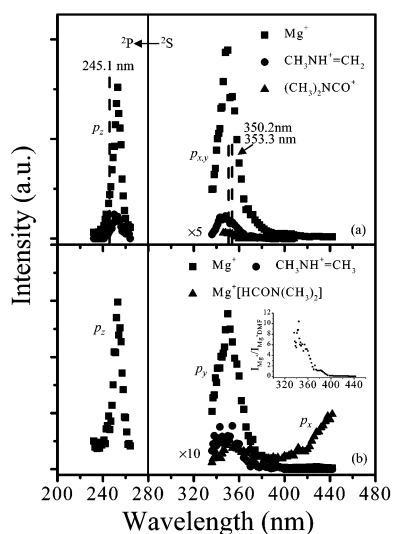 ²P ²S
245.1 nm
p_z
Mg⁺
CH₃NH⁺=CH₂
(CH₃)₂NCO⁺
p_x,y
350.2nm
353.3 nm
×5
(a)
Mg⁺ CH₃NH⁺=CH₃
Mg⁺[HCON(CH₃)₂]
p_z
p_y
p_x
I_Mg⁺/I_Mg⁺DMF
12
10
8
6
4
2
0
320 360 400 440
×10
(b)
200 240 280 320 360 400 440 480
Wavelength (nm)
Intensity (a.u.)